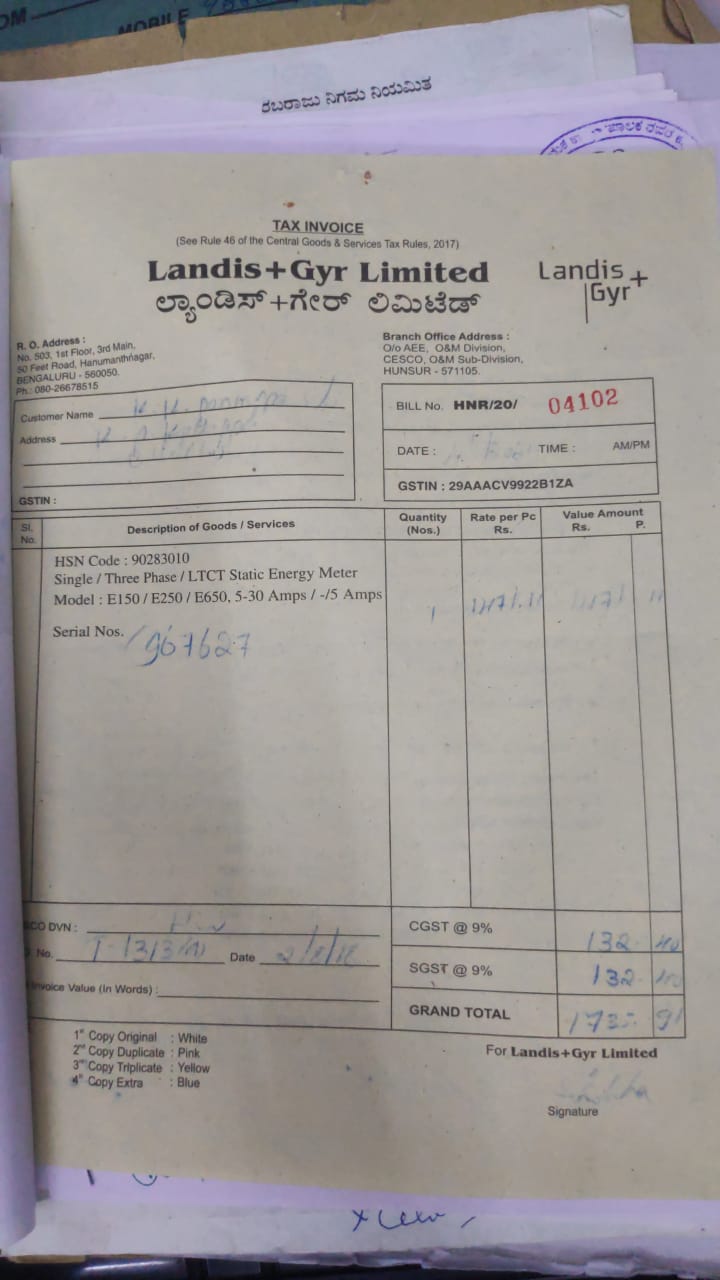 OM
MOBILE
ರಬರಾಜು ನಿಗಮ ನಿಯಮಿತ
TAX INVOICE
(See Rule 46 of the Central Goods & Services Tax Rules, 2017)
Landis+Gyr Limited
ಲ್ಯಾಂಡಿಸ್+ಗೇರ್ ಲಿಮಿಟೆಡ್
Landis
Gyr+
R. O. Address :
No. 503, 1st Floor, 3rd Main,
50 Feet Road, Hanumanthnagar,
BENGALURU - 560050.
Ph.: 080-26678515
Branch Office Address :
O/o AEE, O&M Division,
CESCO, O&M Sub-Division,
HUNSUR - 571105.
Customer Name
Address
GSTIN :
BILL No. HNR/20/ 04102
DATE : TIME : AM/PM
GSTIN : 29AAACV9922B1ZA
Sl. No. Description of Goods / Services Quantity (Nos.) Rate per Pc Rs. Value Amount Rs. P.
HSN Code : 90283010
Single / Three Phase / LTCT Static Energy Meter
Model : E150 / E250 / E650, 5-30 Amps / -/5 Amps
1
Serial Nos. 967627
CO DVN :
No. Date
Invoice Value (In Words) :
CGST @ 9% 132
SGST @ 9% 132
GRAND TOTAL 91
1st Copy Original : White
2nd Copy Duplicate : Pink
3rd Copy Triplicate : Yellow
4th Copy Extra : Blue
For Landis+Gyr Limited
Signature